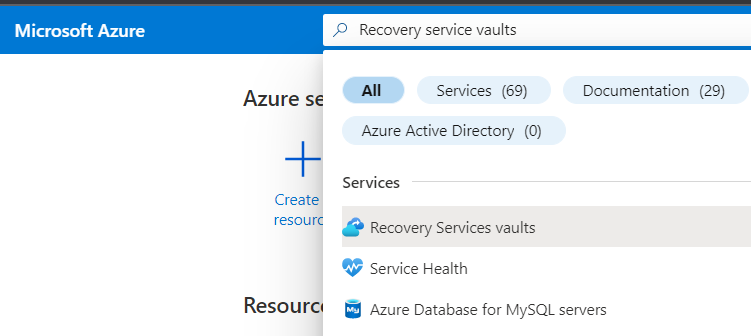 Microsoft Azure
Recovery service vaults
All
Services (69)
Documentation (29)
Azure Active Directory (0)
Azure se
Services
Create
resourc
Recovery Services vaults
Service Health
Resource
Azure Database for MySQL servers